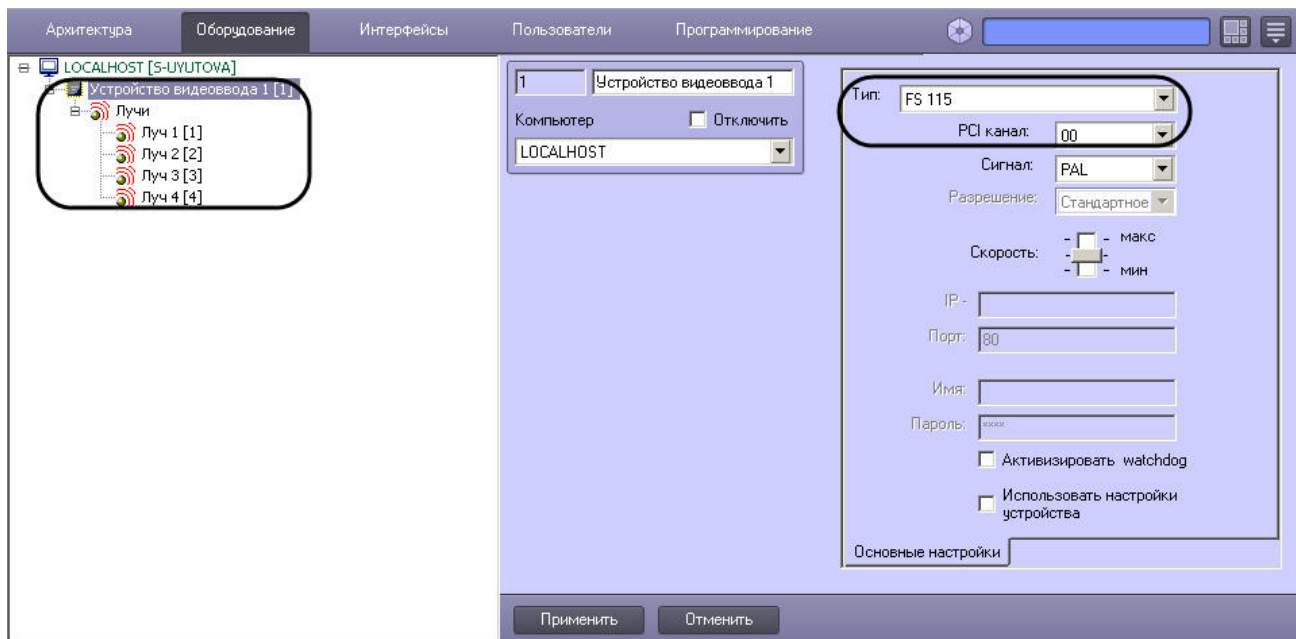 Архитектура Оборудование Интерфейсы Пользователи Программирование
LOCALHOST [S-UYUTOVA]
Устройство видеоввода 1 [1]
Лучи
Луч 1 [1]
Луч 2 [2]
Луч 3 [3]
Луч 4 [4]
1 Устройство видеоввода 1
Компьютер Отключить
LOCALHOST
Тип: FS 115
PCI канал: 00
Сигнал: PAL
Разрешение: Стандартное
Скорость: макс
мин
IP -
Порт: 80
Имя:
Пароль: ****
Активизировать watchdog
Использовать настройки
устройства
Основные настройки
Применить Отменить